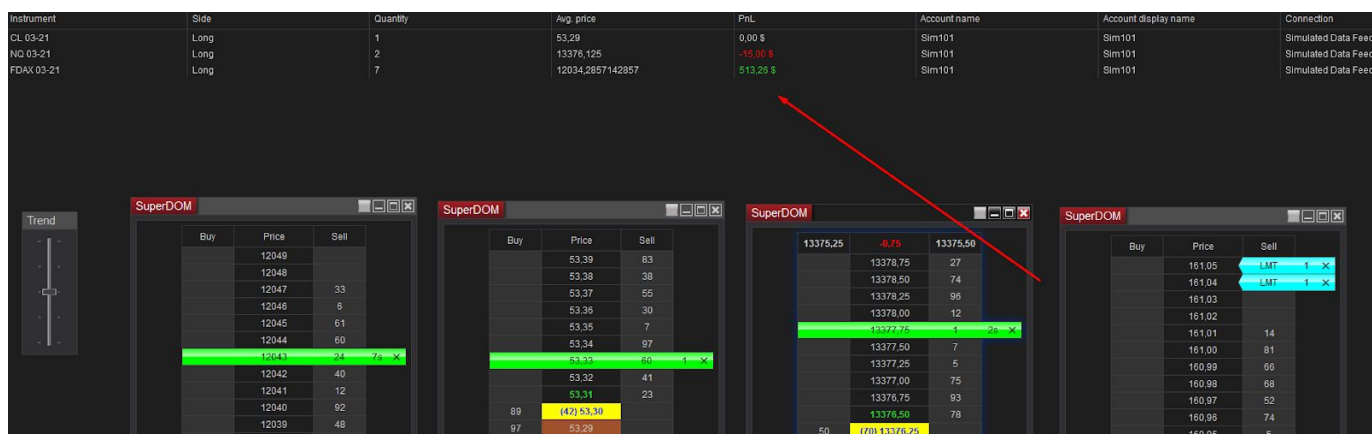 Instrument Side Quantity Avg. price PnL Account name Account display name Connection
CL 03-21 Long 1 53,29 0,00 $ Sim101 Sim101 Simulated Data Feed
NQ 03-21 Long 2 13376,125 -15,00 $ Sim101 Sim101 Simulated Data Feed
FDAX 03-21 Long 7 12034,2857142857 513,26 $ Sim101 Sim101 Simulated Data Feed
Trend
SuperDOM
Buy Price Sell
12049
12048
12047 33
12046 6
12045 61
12044 60
12043 24 7s X
12042 40
12041 12
12040 92
12039 48
SuperDOM
Buy Price Sell
53,39 83
53,38 38
53,37 55
53,36 30
53,35 7
53,34 97
53,33 60 1 X
53,32 41
53,31 23
89 (42) 53,30
97 53,29
SuperDOM
13375,25 -0,75 13375,50
13378,75 27
13378,50 74
13378,25 96
13378,00 12
13377,75 1 2s X
13377,50 7
13377,25 5
13377,00 75
13376,75 93
13376,50 78
50 (70) 13376,25
SuperDOM
Buy Price Sell
161,05 LMT 1 X
161,04 LMT 1 X
161,03
161,02
161,01 14
161,00 81
160,99 66
160,98 68
160,97 52
160,96 74
160,95 5